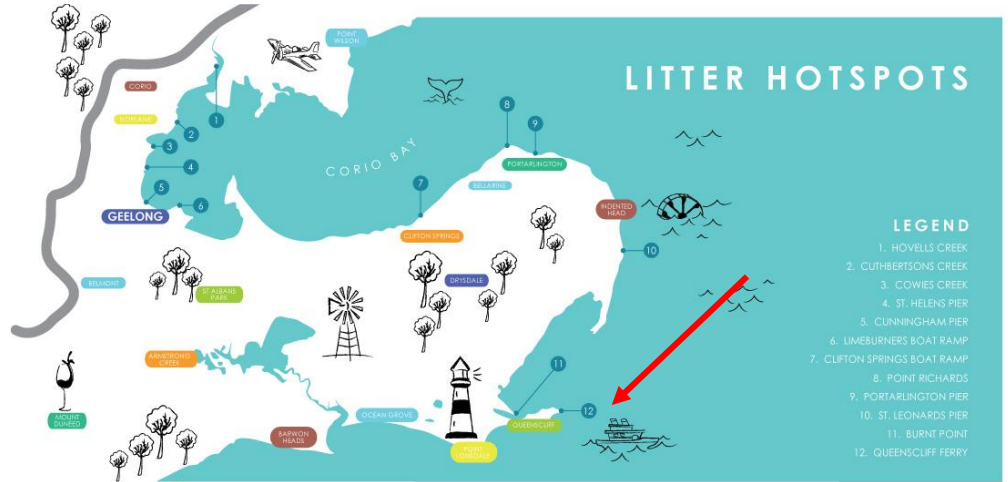 LITTER HOTSPOTS
POINT
WILSON
CORIO
NORLANE
1
2
3
4
5
6
GEELONG
CORIO BAY
8
9
PORTARLINGTON
BELLARINE
7
CLIFTON SPRINGS
INDENTED
HEAD
10
BELMONT
ST ALBANS
PARK
DRYSDALE
ARMSTRONG
CREEK
MOUNT
DUNEED
BARWON
HEADS
OCEAN GROVE
POINT
LONSDALE
11
QUEENSCLIFF
12
LEGEND
1. HOVELLS CREEK
2. CUTHBERTSONS CREEK
3. COWIES CREEK
4. ST. HELENS PIER
5. CUNNINGHAM PIER
6. LIMEBURNERS BOAT RAMP
7. CLIFTON SPRINGS BOAT RAMP
8. POINT RICHARDS
9. PORTARLINGTON PIER
10. ST. LEONARDS PIER
11. BURNT POINT
12. QUEENSCLIFF FERRY